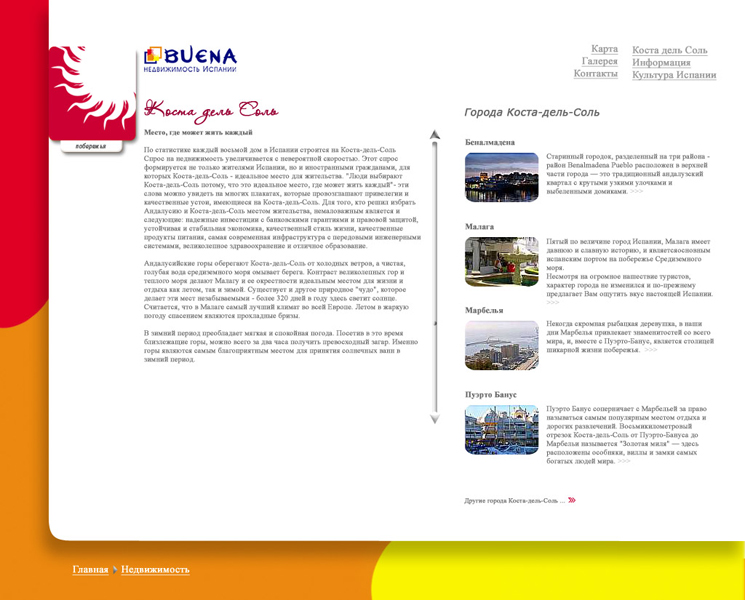 BUENA
НЕДВИЖИМОСТЬ ИСПАНИИ
Карта
Галерея
Контакты
Коста дель Соль
Информация
Культура Испании
побережья
Коста дель Соль
Место, где может жить каждый
По статистике каждый восьмой дом в Испании строится на Коста-дель-Соль
Спрос на недвижимость увеличивается с невероятной скоростью. Этот спрос
формируется не только жителями Испании, но и иностранными гражданами, для
которых Коста-дель-Соль - идеальное место для жительства. "Люди выбирают
Коста-дель-Соль потому, что это идеальное место, где может жить каждый"- эти
слова можно увидеть на многих плакатах, которые провозглашают привелегии и
качественные устои, имеющиеся на Коста-дель-Соль. Для того, кто решил избрать
Андалусию и Коста-дель-Соль местом жительства, немаловажным является и
следующие: надежные инвестиции с банковскими гарантиями и правовой защитой,
устойчивая и стабильная экономика, качественный стиль жизни, качественные
продукты питания, самая современная инфраструктура с передовыми инженерными
системами, великолепное здравоохранение и отличное образование.
Андалусийские горы оберегают Коста-дель-Соль от холодных ветров, а чистая,
голубая вода средиземного моря омывает берега. Контраст великолепных гор и
теплого моря делают Малагу и ее окрестности идеальным местом для жизни и
отдыха как летом, так и зимой. Существует и другое природное "чудо", которое
делает эти мест незабываемыми - более 320 дней в году здесь светит солнце.
Считается, что в Малаге самый лучший климат во всей Европе. Летом в жаркую
погоду спасением являются прохладные бризы.
В зимний период преобладает мягкая и спокойная погода. Посетив в это время
близлежащие горы, можно всего за два часа получить превосходный загар. Именно
горы являются самым благоприятным местом для принятия солнечных ванн в
зимний период.
Города Коста-дель-Соль
Беналмадена
Старинный городок, разделенный на три района -
район Benalmadena Pueblo расположен в верхней
части города — это традиционный андалузский
квартал с крутыми узкими улочками и
выбеленными домиками. >>>
Малага
Пятый по величине город Испании, Малага имеет
давнюю и славную историю, и являетсяосновным
испанским портом на побережье Средиземного
моря.
Несмотря на огромное нашествие туристов,
характер города не изменился и по-прежнему
предлагает Вам ощутить вкус настоящей Испании.
>>>
Марбелья
Некогда скромная рыбацкая деревушка, в наши
дни Марбелья привлекает знаменитостей со всего
мира, и, вместе с Пуэрто-Банус, является столицей
шикарной жизни побережья. >>>
Пуэрто Банус
Пуэрто Банус соперничает с Марбельей за право
называться самым популярным местом отдыха и
дорогих развлечений. Восьмикилометровый
отрезок Коста-дель-Соль от Пуэрто-Бануса до
Марбельи называется "Золотая миля" — здесь
расположены особняки, виллы и замки самых
богатых людей мира. >>>
Другие города Коста-дель-Соль ...
Главная
Недвижимость